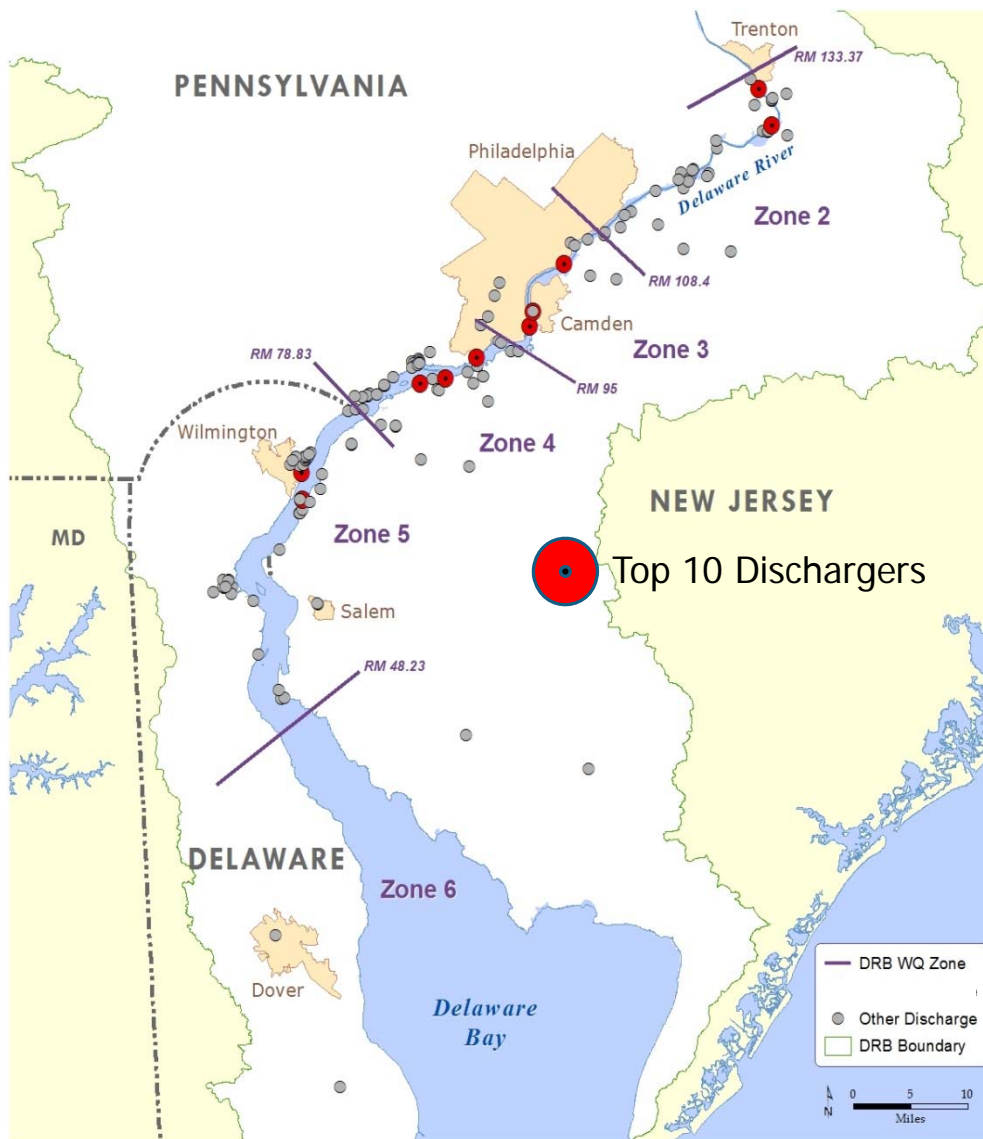 Trenton
RM 133.37
PENNSYLVANIA
Philadelphia
Delaware River
Zone 2
RM 108.4
Camden
Zone 3
RM 78.83
RM 95
Wilmington
Zone 4
NEW JERSEY
MD
Zone 5
Top 10 Dischargers
Salem
RM 48.23
DELAWARE
Zone 6
Dover
Delaware
Bay
DRB WQ Zone
Other Discharge
DRB Boundary
N
0 5 10
Miles